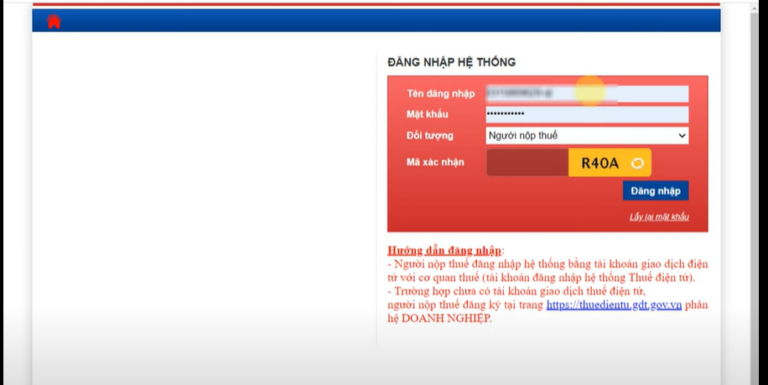 ĐĂNG NHẬP HỆ THỐNG
Tên đăng nhập
Mật khẩu •••••••••••
Đối tượng Người nộp thuế
Mã xác nhận R40A
Đăng nhập
Lấy lại mật khẩu
Hướng dẫn đăng nhập:
- Người nộp thuế đăng nhập hệ thống bằng tài khoản giao dịch điện
tử với cơ quan thuế (tài khoản đăng nhập hệ thống Thuế điện tử).
- Trường hợp chưa có tài khoản giao dịch thuế điện tử,
người nộp thuế đăng ký tại trang https://thuedientu.gdt.gov.vn phân
hệ DOANH NGHIỆP.